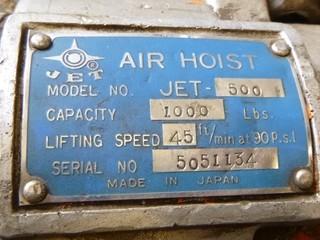 AIR HOIST
JET ®
MODEL NO. JET-500
CAPACITY 1000 Lbs.
LIFTING SPEED 45 ft/min at 90 P.s.I
SERIAL NO 5051134
MADE IN JAPAN